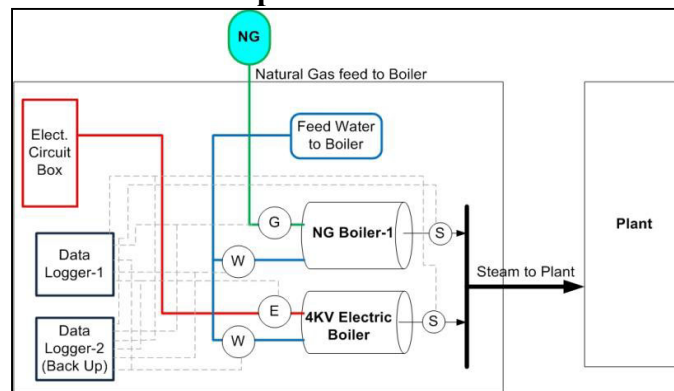 NG
Natural Gas feed to Boiler
Elect.
Circuit
Box
Feed Water
to Boiler
G
NG Boiler-1
S
Plant
Data
Logger-1
W
Steam to Plant
E
4KV Electric
Boiler
S
Data
Logger-2
(Back Up)
W